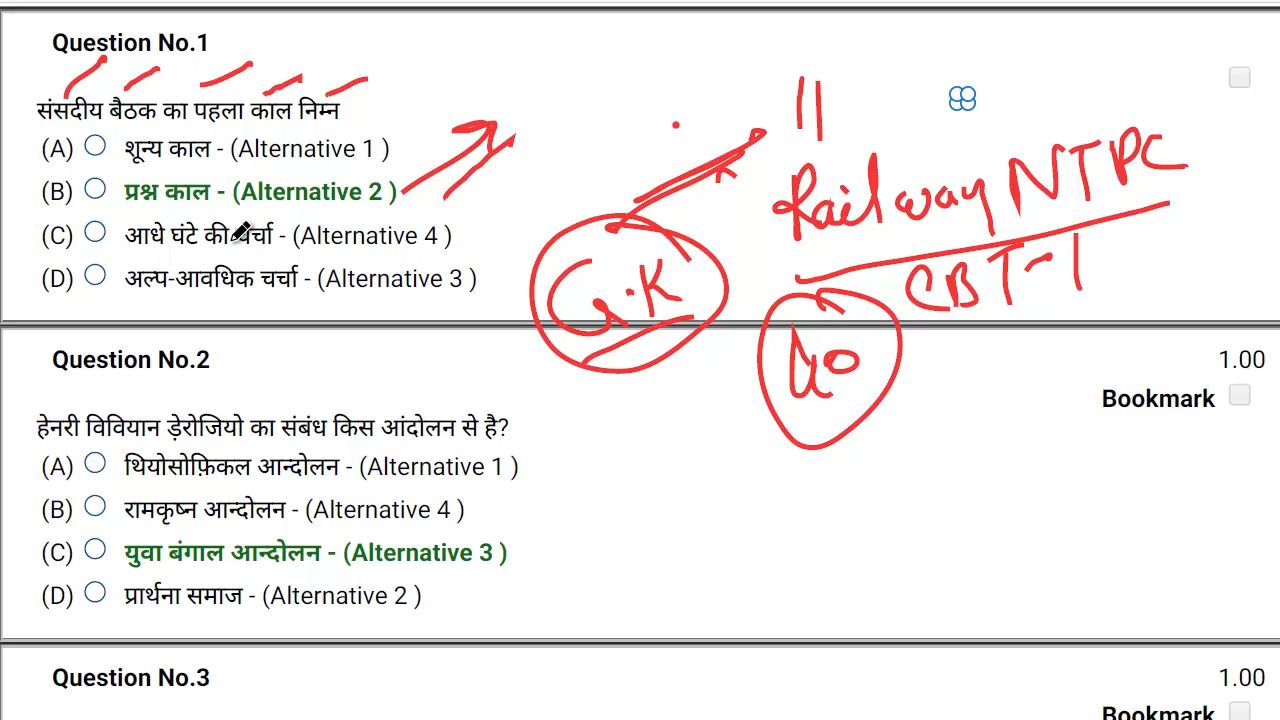 Question No.1
संसदीय बैठक का पहला काल निम्न
(A) शून्य काल - (Alternative 1 )
(B) प्रश्न काल - (Alternative 2 )
(C) आधे घंटे की चर्चा - (Alternative 4 )
(D) अल्प-आवधिक चर्चा - (Alternative 3 )
Railway NTPC
CBT-1
G.K
40
Question No.2
1.00
Bookmark
हेनरी विवियान डे़रोजियो का संबंध किस आंदोलन से है?
(A) थियोसोफ़िकल आन्दोलन - (Alternative 1 )
(B) रामकृष्न आन्दोलन - (Alternative 4 )
(C) युवा बंगाल आन्दोलन - (Alternative 3 )
(D) प्रार्थना समाज - (Alternative 2 )
Question No.3
1.00
Bookmark